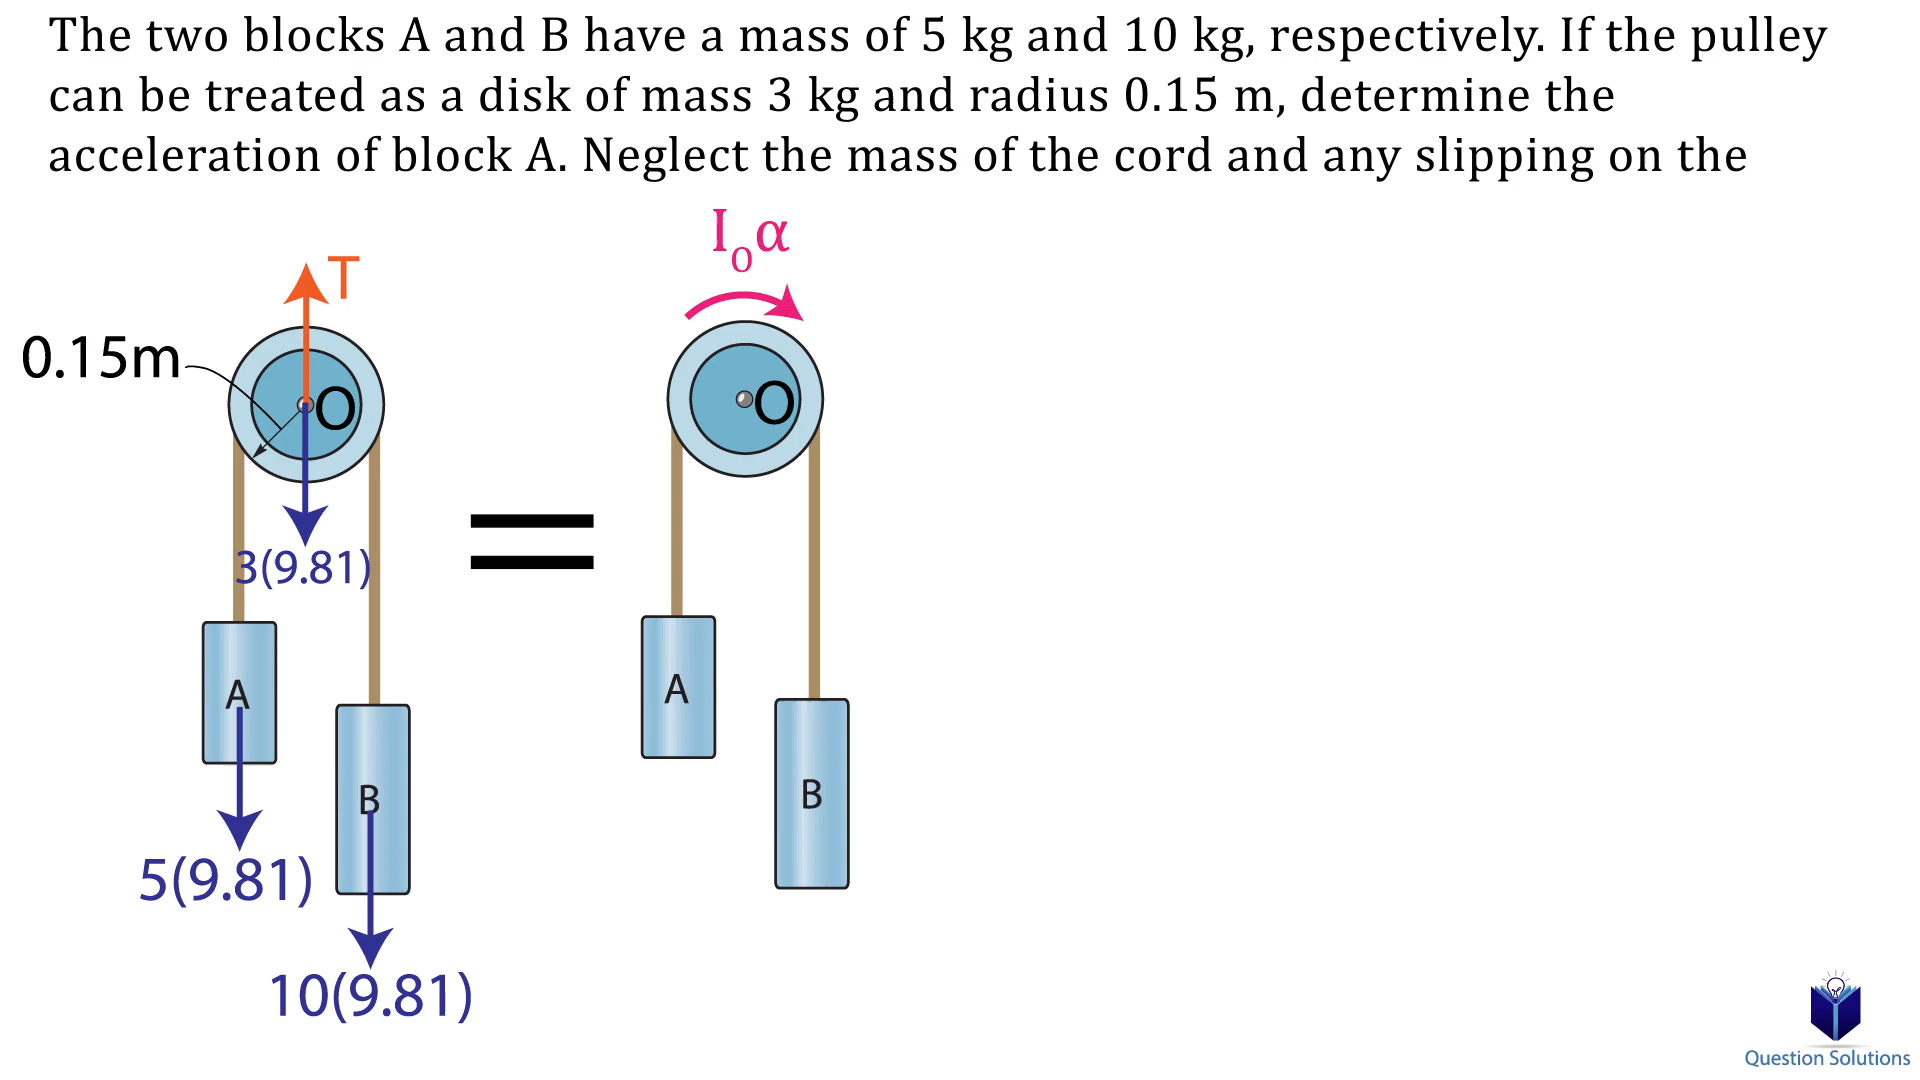 The two blocks A and B have a mass of 5 kg and 10 kg, respectively. If the pulley
can be treated as a disk of mass 3 kg and radius 0.15 m, determine the
acceleration of block A. Neglect the mass of the cord and any slipping on the
I₀α
T
0.15m
O
O
3(9.81)
A
A
B
B
5(9.81)
10(9.81)
Question Solutions